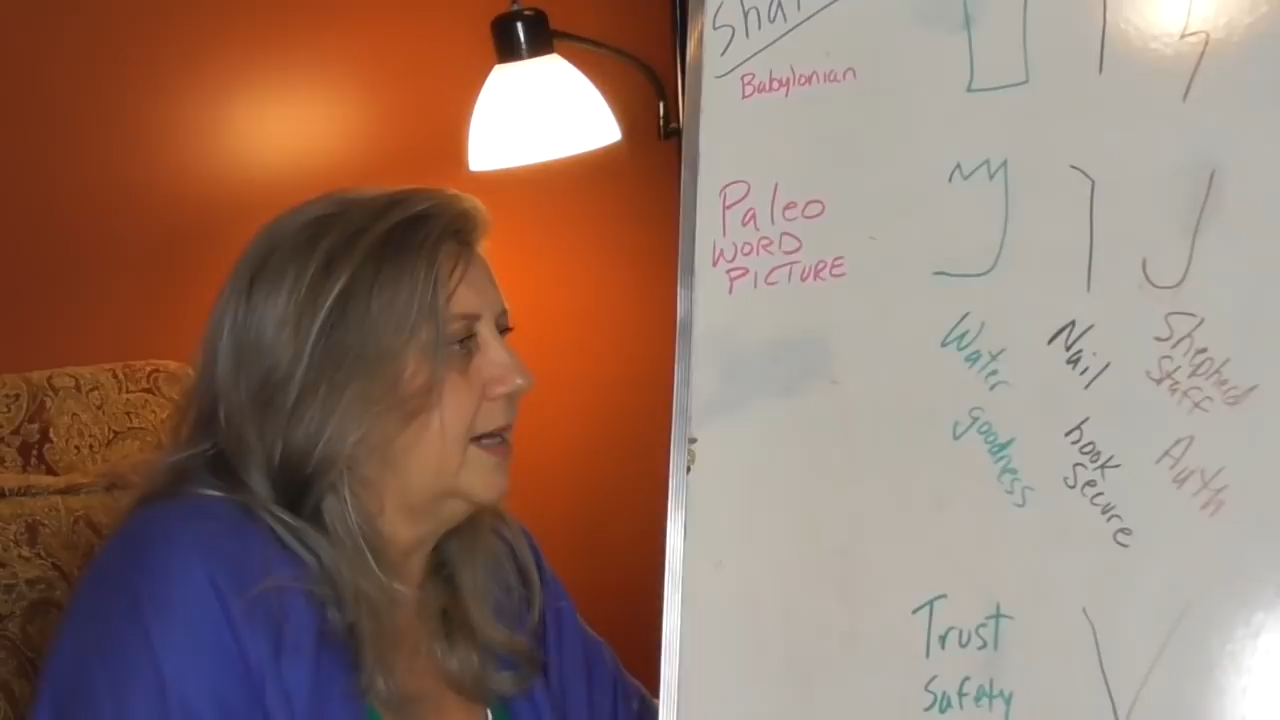 Babylonian
Paleo
WORD
PICTURE
Water
Nail
Shepherd
Staff
goodness
hook
secure
Auth
Trust
Safety